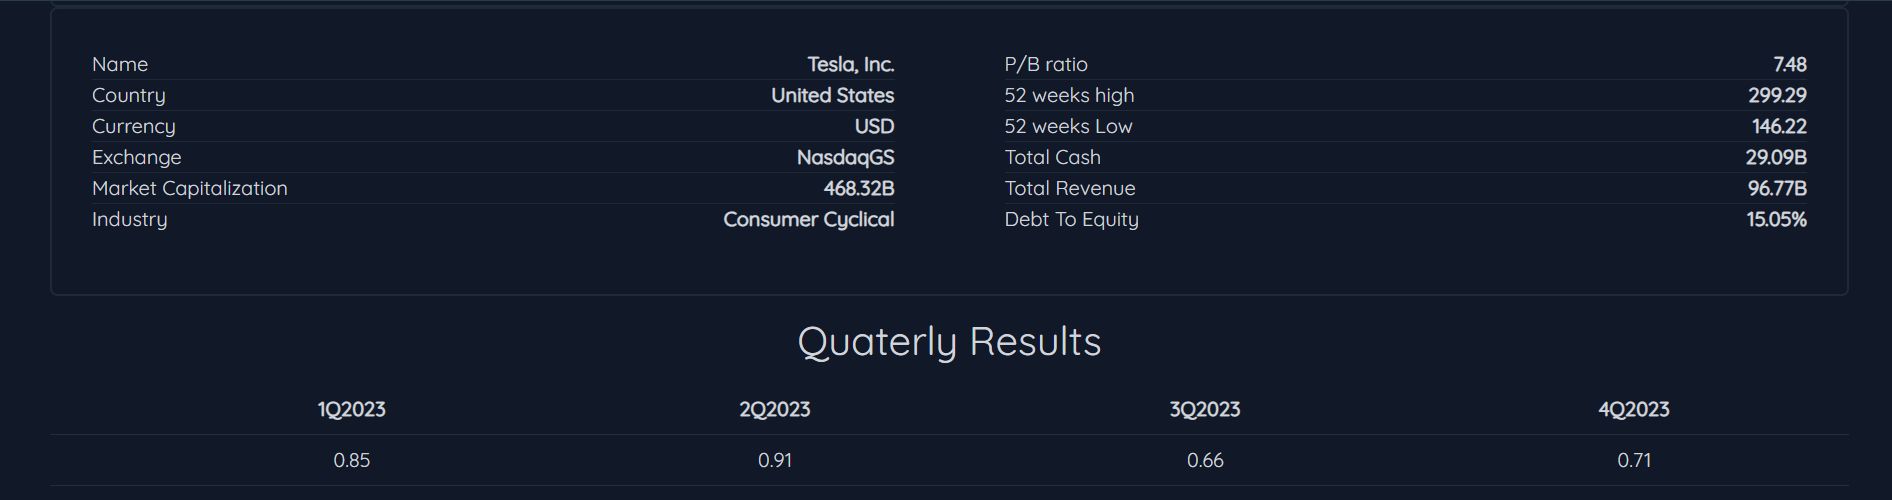 Name Tesla, Inc.
Country United States
Currency USD
Exchange NasdaqGS
Market Capitalization 468.32B
Industry Consumer Cyclical
P/B ratio 7.48
52 weeks high 299.29
52 weeks Low 146.22
Total Cash 29.09B
Total Revenue 96.77B
Debt To Equity 15.05%
Quaterly Results
1Q2023 2Q2023 3Q2023 4Q2023
0.85 0.91 0.66 0.71